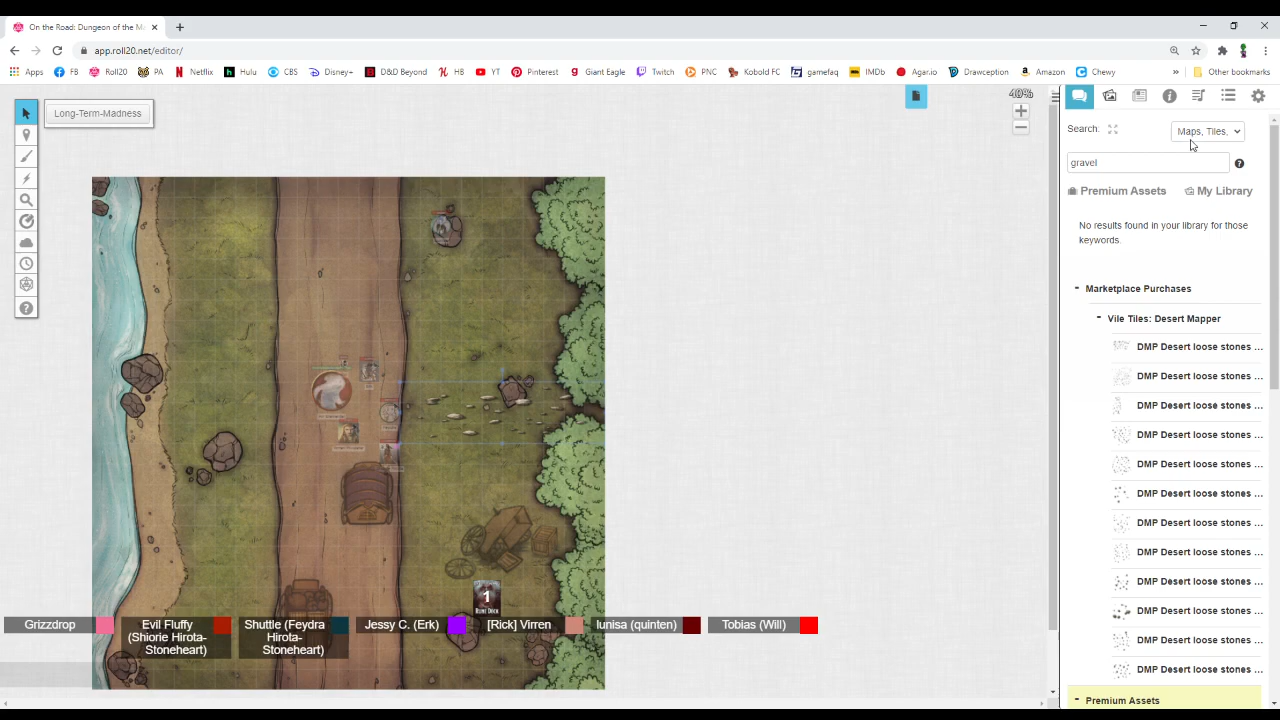 On the Road: Dungeon of the Ma
app.roll20.net/editor/
Apps FB Roll20 PA Netflix Hulu CBS Disney+ D&D Beyond HB YT Pinterest Giant Eagle Twitch PNC Kobold FC gamefaq IMDb Agar.io Drawception Amazon Chewy » Other bookmarks
Long-Term-Madness
40%
Search:
Maps, Tiles,
gravel
Premium Assets My Library
No results found in your library for those
keywords.
Marketplace Purchases
Vile Tiles: Desert Mapper
DMP Desert loose stones ...
DMP Desert loose stones ...
DMP Desert loose stones ...
DMP Desert loose stones ...
DMP Desert loose stones ...
DMP Desert loose stones ...
DMP Desert loose stones ...
DMP Desert loose stones ...
DMP Desert loose stones ...
DMP Desert loose stones ...
DMP Desert loose stones ...
DMP Desert loose stones ...
Premium Assets
1
Grizzdrop
Evil Fluffy
(Shiorie Hirota-
Stoneheart)
Shuttle (Feydra
Hirota-
Stoneheart)
Jessy C. (Erk)
[Rick] Virren
lunisa (quinten)
Tobias (Will)